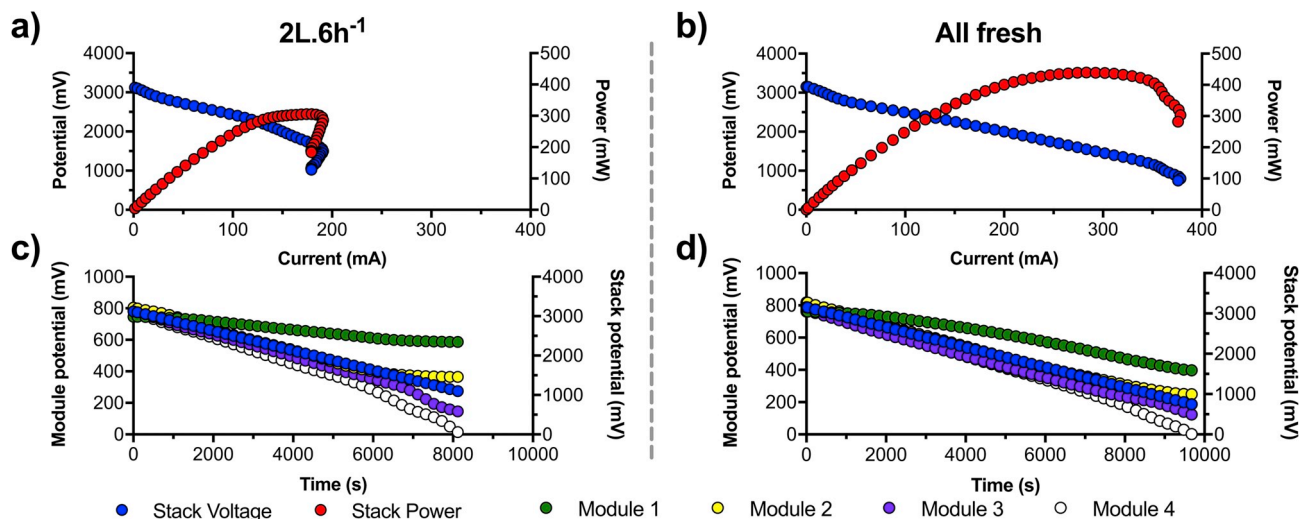 a)
2L.6h⁻¹
4000
3000
2000
1000
0
Potential (mV)
500
400
300
200
100
0
Power (mW)
0 100 200 300 400
Current (mA)
b)
All fresh
4000
3000
2000
1000
0
Potential (mV)
500
400
300
200
100
0
Power (mW)
0 100 200 300 400
Current (mA)
c)
1000
800
600
400
200
0
Module potential (mV)
4000
3000
2000
1000
0
Stack potential (mV)
0 2000 4000 6000 8000 10000
Time (s)
d)
1000
800
600
400
200
0
Module potential (mV)
4000
3000
2000
1000
0
Stack potential (mV)
0 2000 4000 6000 8000 10000
Time (s)
Stack Voltage Stack Power Module 1 Module 2 Module 3 Module 4